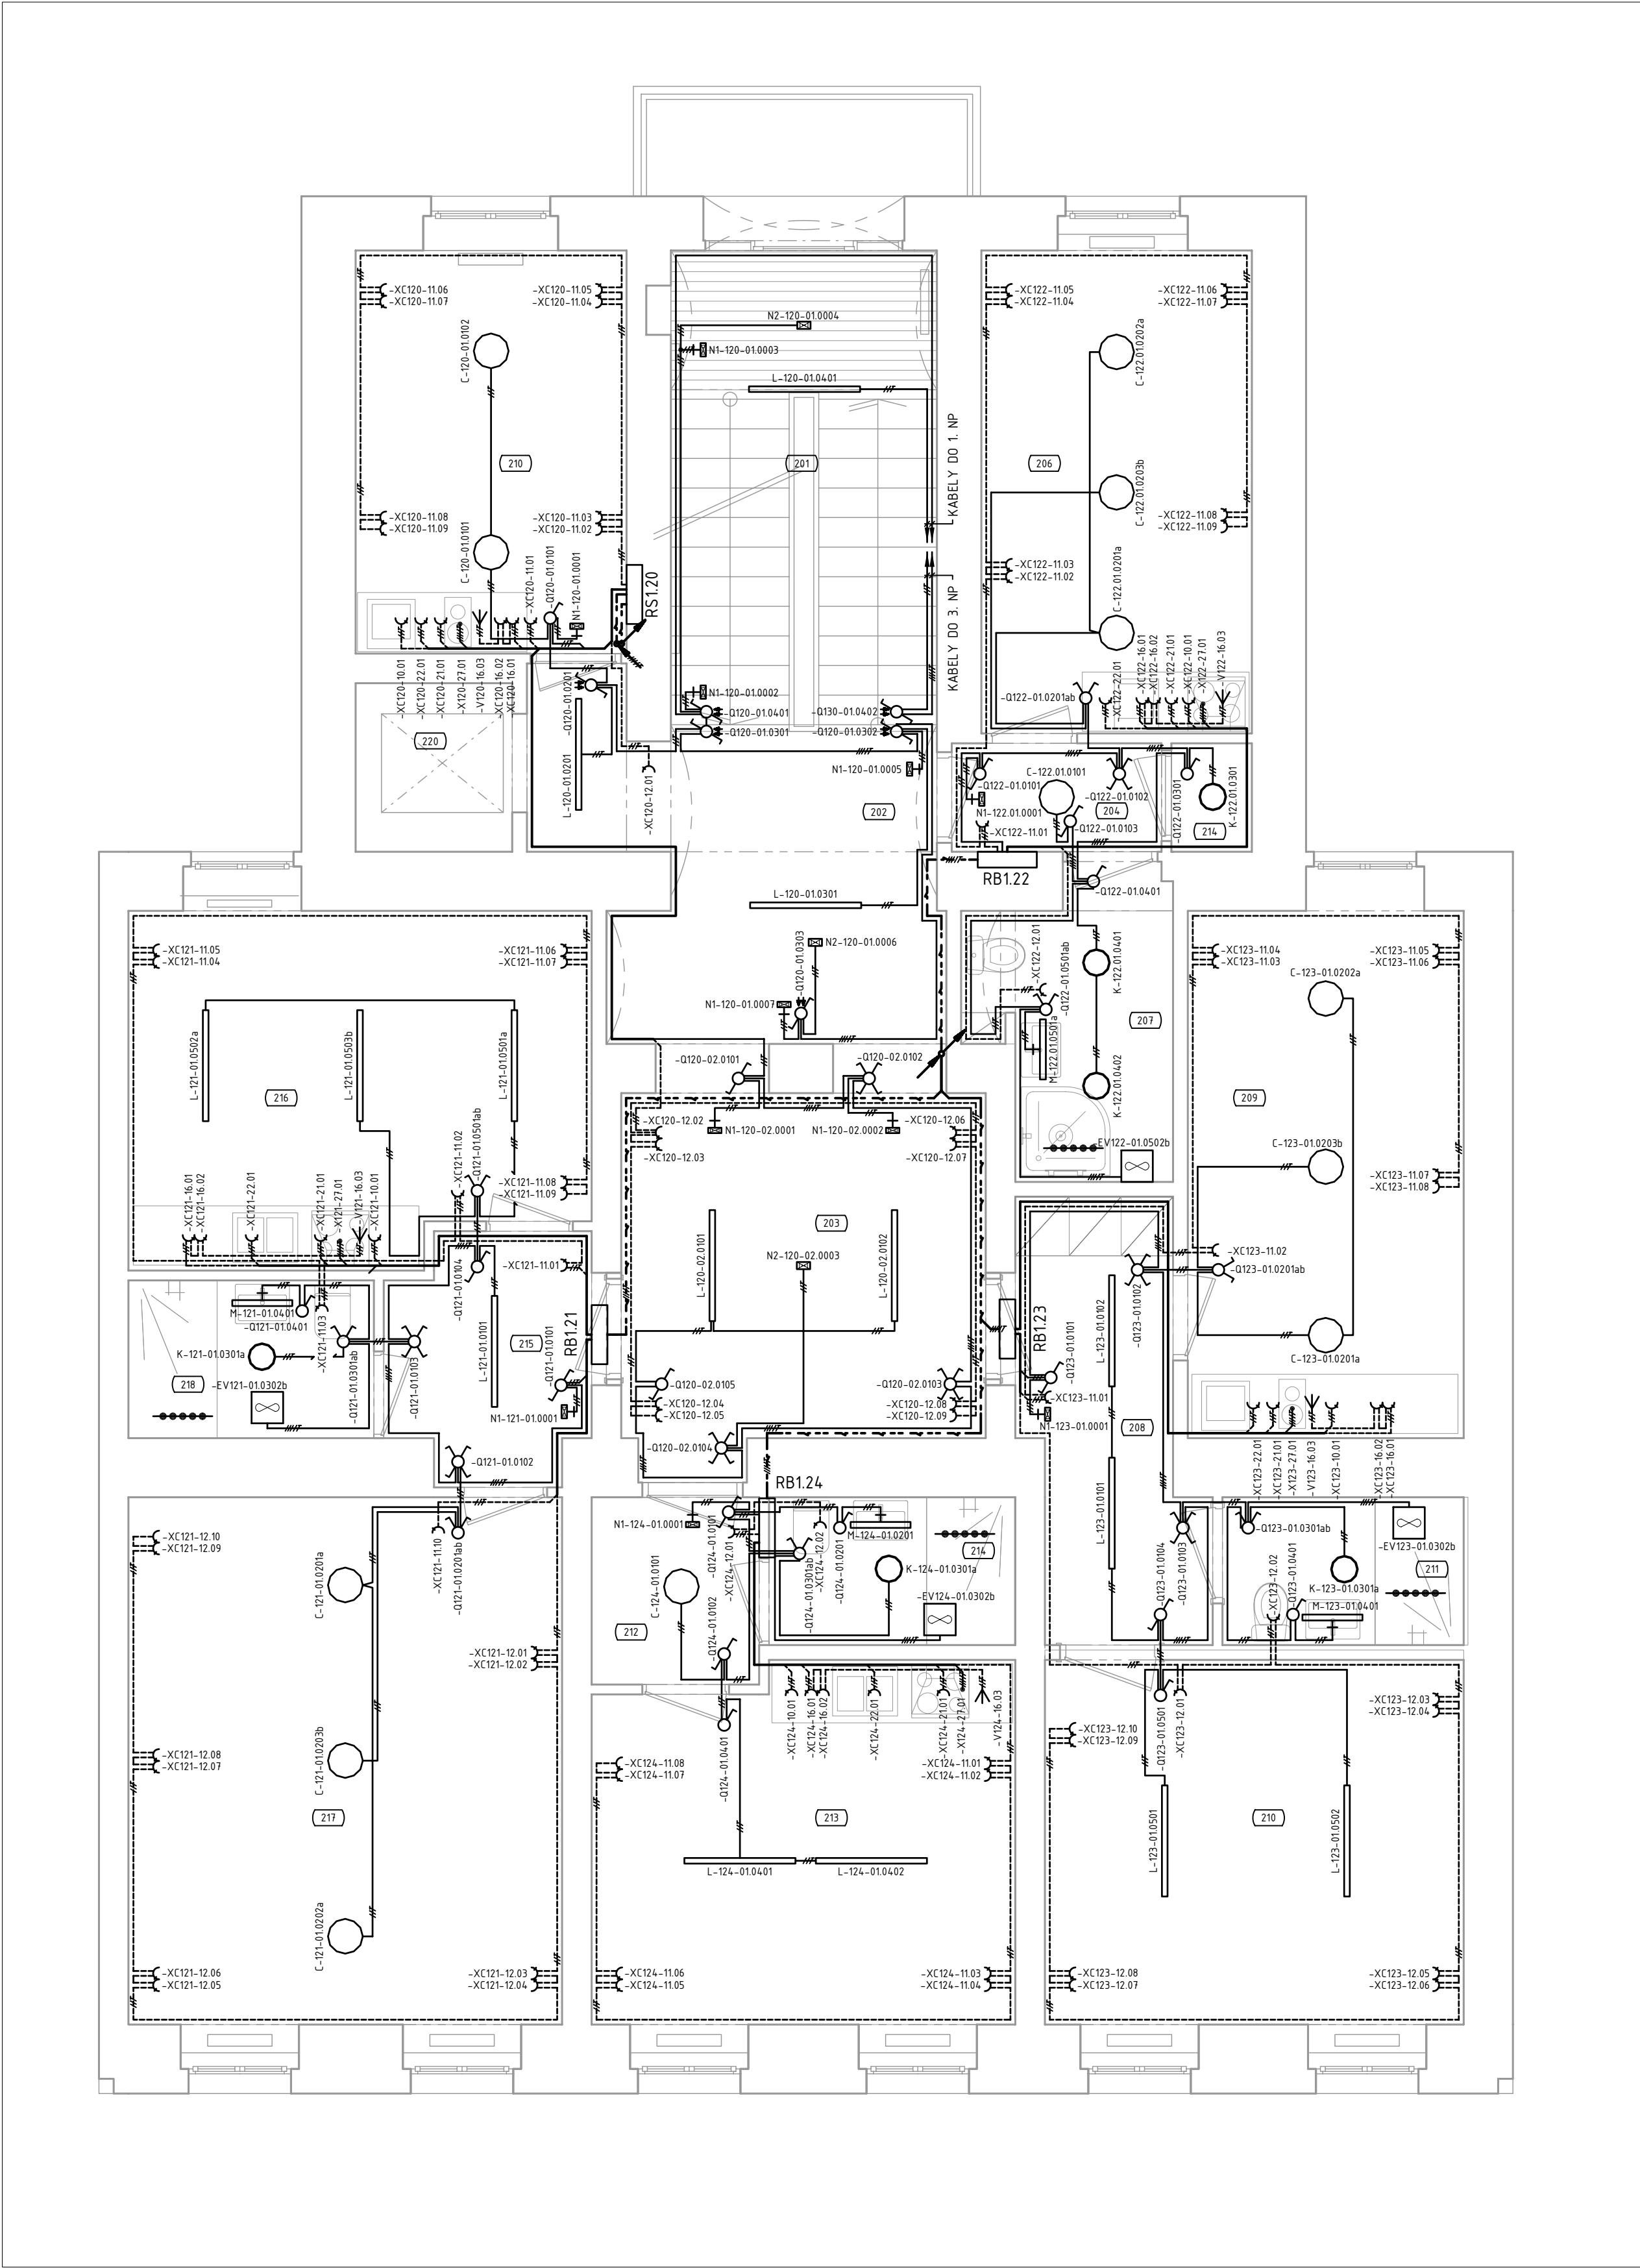 -XC120-11.06
-XC120-11.07
-XC120-11.05
-XC120-11.04
C-120-01.0102
210
-XC120-11.08
-XC120-11.09
-XC120-11.03
-XC120-11.02
C-120-01.0101
-XC120-11.01
-Q120-01.0101
N1-120-01.0001
RS1.20
XC120-10.01
-XC120-22.01
-XC120-21.01
-X120-27.01
-V120-16.03
XC120-16.02
XC120-16.01
220
-Q120-01.0201
L-120-01.0201
-XC120-12.01
N2-120-01.0004
N1-120-01.0003
L-120-01.0401
201
KABELY DO 1. NP
KABELY DO 3. NP
N1-120-01.0002
-Q120-01.0401
-Q120-01.0301
-Q130-01.0402
-Q120-01.0302
N1-120-01.0005
202
L-120-01.0301
N2-120-01.0006
-Q120-01.0303
N1-120-01.0007
-XC122-11.05
-XC122-11.04
-XC122-11.06
-XC122-11.07
C-122.01.0202a
206
C-122.01.0203b
-XC122-11.08
-XC122-11.09
-XC122-11.03
-XC122-11.02
C-122.01.0201a
-Q122-01.0201ab
-XC122-22.01
-XC122-16.01
-XC122-16.02
-XC122-21.01
-XC122-10.01
-X122-27.01
-V122-16.03
-Q122-01.0101
C-122.01.0101
N1-122.01.0001
-XC122-11.01
-Q122-01.0102
204
-Q122-01.0103
-Q122-01.0301
214
K-122.01.0301
RB1.22
-Q122-01.0401
-XC122-12.01
-Q122-01.0501ab
K-122.01.0401
207
M-122.01.0501a
K-122.01.0402
-EV122-01.0502b
-XC121-11.05
-XC121-11.04
-XC121-11.06
-XC121-11.07
L-121-01.0502a
L-121-01.0503b
L-121-01.0501a
216
-XC121-11.02
-Q121-01.0501ab
-XC121-11.08
-XC121-11.09
-XC121-16.01
-XC121-16.02
-XC121-22.01
-XC121-21.01
-X121-27.01
-V121-16.03
-XC121-10.01
-Q121-01.0104
-XC121-11.01
M-121-01.0401
-Q121-01.0401
-XC121-11.03
K-121-01.0301a
218
-EV121-01.0302b
-Q121-01.0301ab
-Q121-01.0103
L-121-01.0101
215
-Q121-01.0101
RB1.21
N1-121-01.0001
-Q121-01.0102
-Q120-02.0101
-Q120-02.0102
-XC120-12.02
-XC120-12.03
N1-120-02.0001
N1-120-02.0002
-XC120-12.06
-XC120-12.07
203
L-120-02.0101
N2-120-02.0003
L-120-02.0102
-Q120-02.0105
-XC120-12.04
-XC120-12.05
-Q120-02.0103
-XC120-12.08
-XC120-12.09
-Q120-02.0104
RB1.23
-XC123-11.04
-XC123-11.03
-XC123-11.05
-XC123-11.06
C-123-01.0202a
209
C-123-01.0203b
-XC123-11.07
-XC123-11.08
-XC123-11.02
-Q123-01.0201ab
-Q123-01.0102
C-123-01.0201a
L-123-01.0102
-Q123-01.0101
-XC123-11.01
N1-123-01.0001
208
-XC123-22.01
-XC123-21.01
-X123-27.01
-V123-16.03
-XC123-10.01
-XC123-16.02
-XC123-16.01
L-123-01.0101
-Q123-01.0104
-Q123-01.0103
-Q123-01.0301ab
-EV123-01.0302b
211
K-123-01.0301a
M-123-01.0401
-XC123-12.02
-Q123-01.0401
-XC121-12.10
-XC121-12.09
-XC121-11.10
-Q121-01.0201ab
C-121-01.0201a
-XC121-12.01
-XC121-12.02
-XC121-12.08
-XC121-12.07
C-121-01.0203b
217
C-121-01.0202a
-XC121-12.06
-XC121-12.05
-XC121-12.03
-XC121-12.04
RB1.24
N1-124-01.0001
-Q124-01.0101
-XC124-12.01
C-124-01.0101
-Q124-01.0102
212
-Q124-01.0301ab
-XC124-12.02
-Q124-01.0201
M-124-01.0201
214
K-124-01.0301a
-EV124-01.0302b
-Q124-01.0401
-XC124-10.01
-XC124-16.01
-XC124-16.02
-XC124-22.01
-XC124-21.01
-X124-27.01
-V124-16.03
-XC124-11.08
-XC124-11.07
-XC124-11.01
-XC124-11.02
213
L-124-01.0401
L-124-01.0402
-XC124-11.06
-XC124-11.05
-XC124-11.03
-XC124-11.04
-Q123-01.0501
-XC123-12.01
-XC123-12.10
-XC123-12.09
-XC123-12.03
-XC123-12.04
L-123-01.0501
210
L-123-01.0502
-XC123-12.08
-XC123-12.07
-XC123-12.05
-XC123-12.06